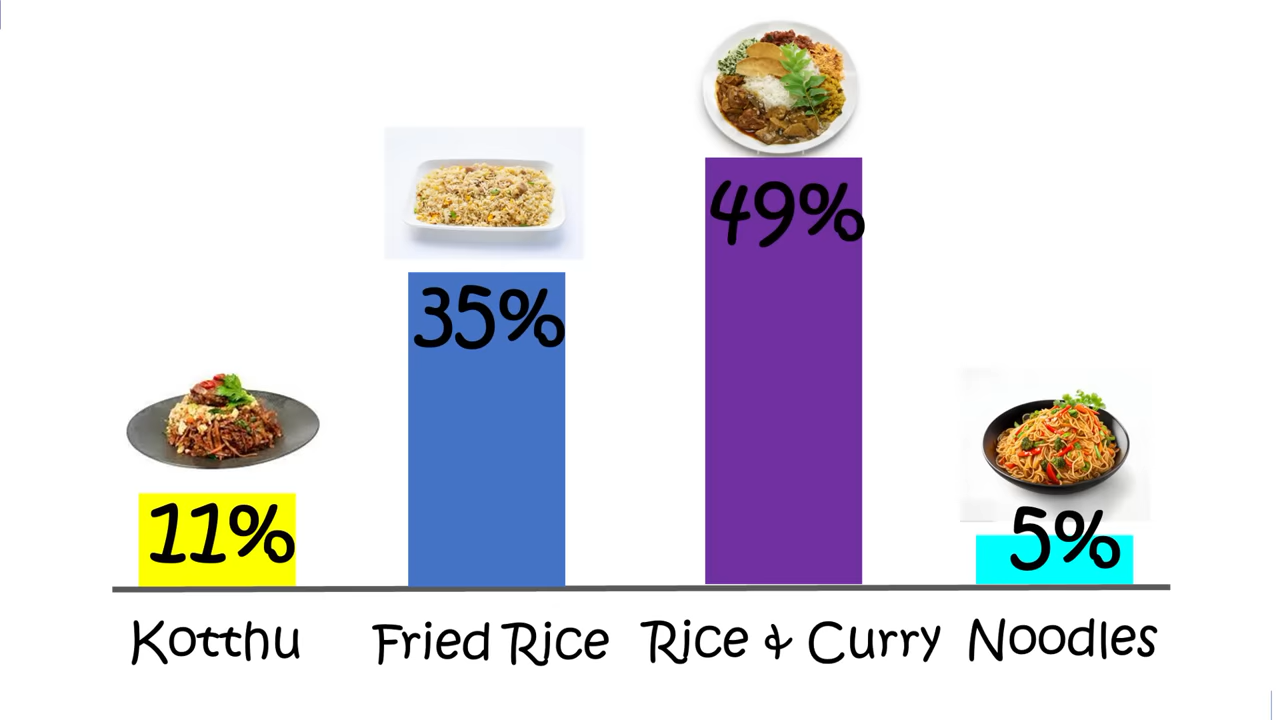 49%
35%
11%
5%
Kotthu
Fried Rice
Rice & Curry
Noodles